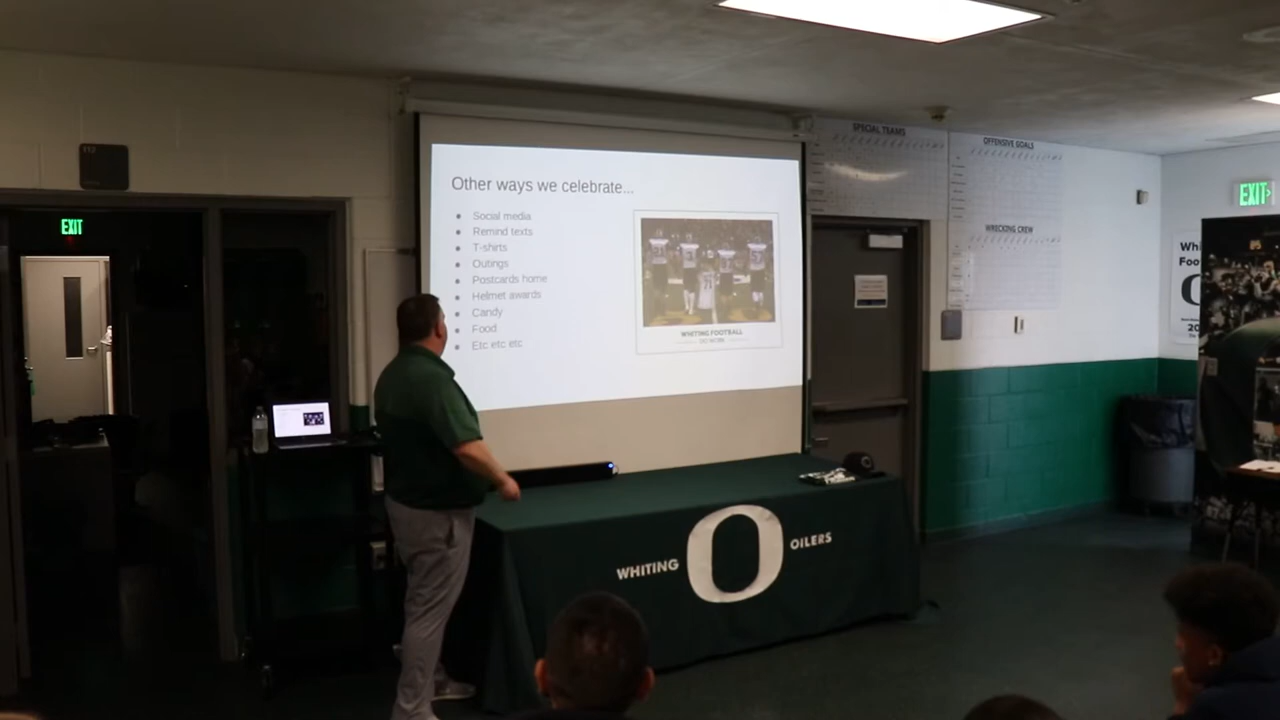 112
EXIT
Other ways we celebrate...
Social media
Remind texts
T-shirts
Outings
Postcards home
Helmet awards
Candy
Food
Etc etc etc
WHITING FOOTBALL
SPECIAL TEAMS
OFFENSIVE GOALS
WRECKING CREW
EXIT
WHITING O OILERS